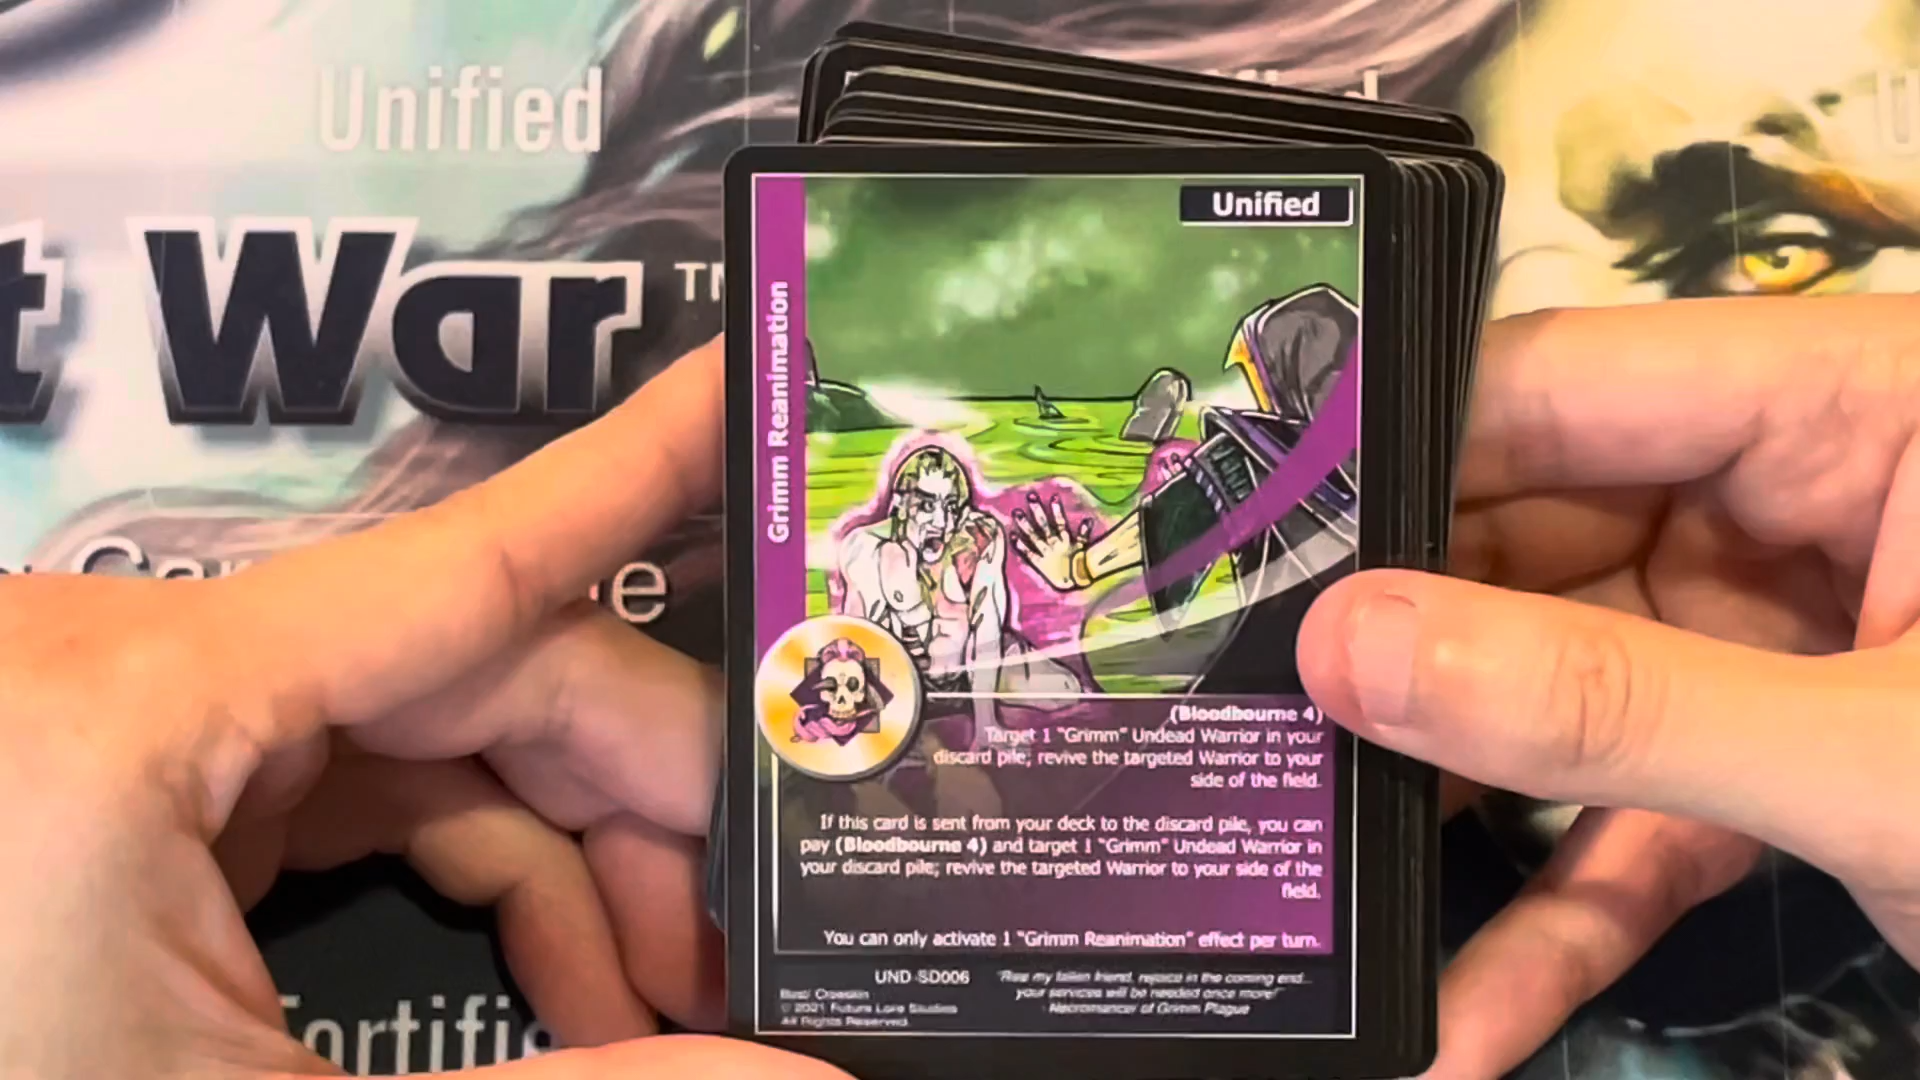 Unified
t War™
Game
Fortifie
Unified
Grimm Reanimation
(Bloodbourne 4)
Target 1 "Grimm" Undead Warrior in your
discard pile; revive the targeted Warrior to your
side of the field.
If this card is sent from your deck to the discard pile, you can
pay (Bloodbourne 4) and target 1 "Grimm" Undead Warrior in
your discard pile; revive the targeted Warrior to your side of the
field.
You can only activate 1 "Grimm Reanimation" effect per turn.
UND-SD006
"Rise my fallen friend, rejoice in the coming end...
your services will be needed once more!"
- Necromancer of Grimm Plague
© 2021 Future Lore Studios
All Rights Reserved.